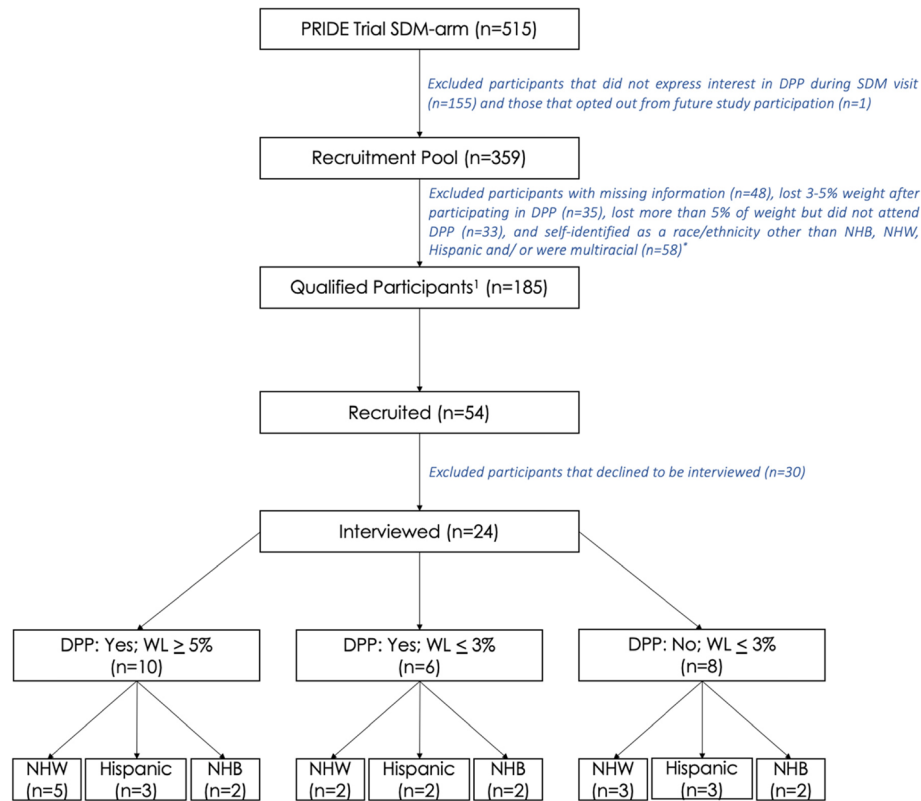 PRIDE Trial SDM-arm (n=515)
Excluded participants that did not express interest in DPP during SDM visit
(n=155) and those that opted out from future study participation (n=1)
Recruitment Pool (n=359)
Excluded participants with missing information (n=48), lost 3-5% weight after
participating in DPP (n=35), lost more than 5% of weight but did not attend
DPP (n=33), and self-identified as a race/ethnicity other than NHB, NHW,
Hispanic and/ or were multiracial (n=58)*
Qualified Participants¹ (n=185)
Recruited (n=54)
Excluded participants that declined to be interviewed (n=30)
Interviewed (n=24)
DPP: Yes; WL ≥ 5%
(n=10)
DPP: Yes; WL ≤ 3%
(n=6)
DPP: No; WL ≤ 3%
(n=8)
NHW
(n=5)
Hispanic
(n=3)
NHB
(n=2)
NHW
(n=2)
Hispanic
(n=2)
NHB
(n=2)
NHW
(n=3)
Hispanic
(n=3)
NHB
(n=2)